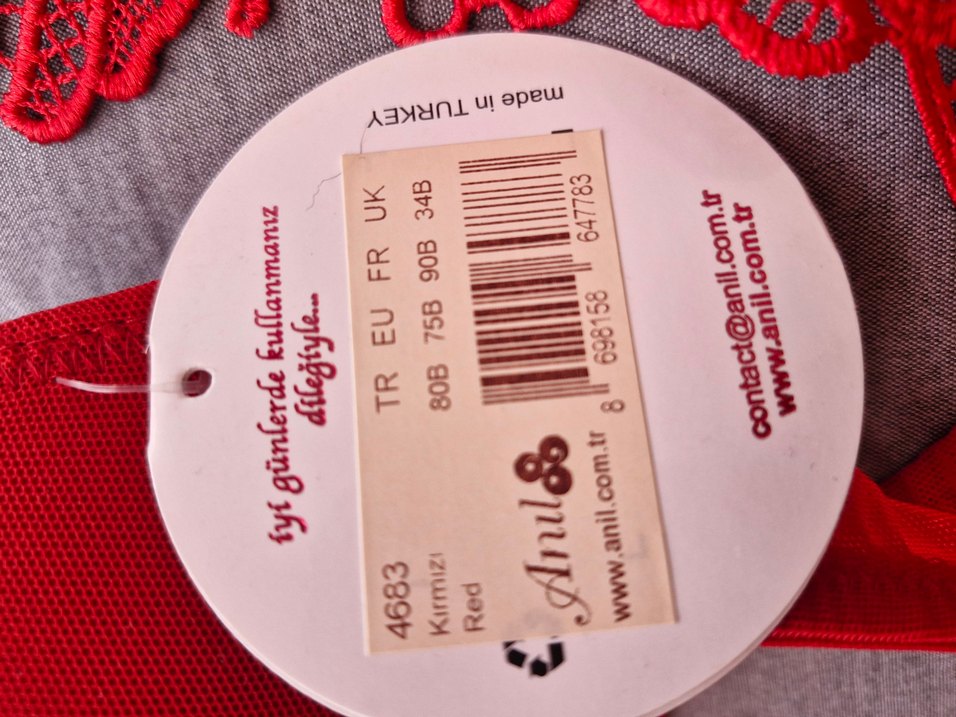 made in TURKEY
iyi günlerde kullanmanız
dileğiyle...
4683 TR EU FR UK
Kırmızı 80B 75B 90B 34B
Red
Anıl
www.anil.com.tr
8 698158 647783
contact@anil.com.tr
www.anil.com.tr